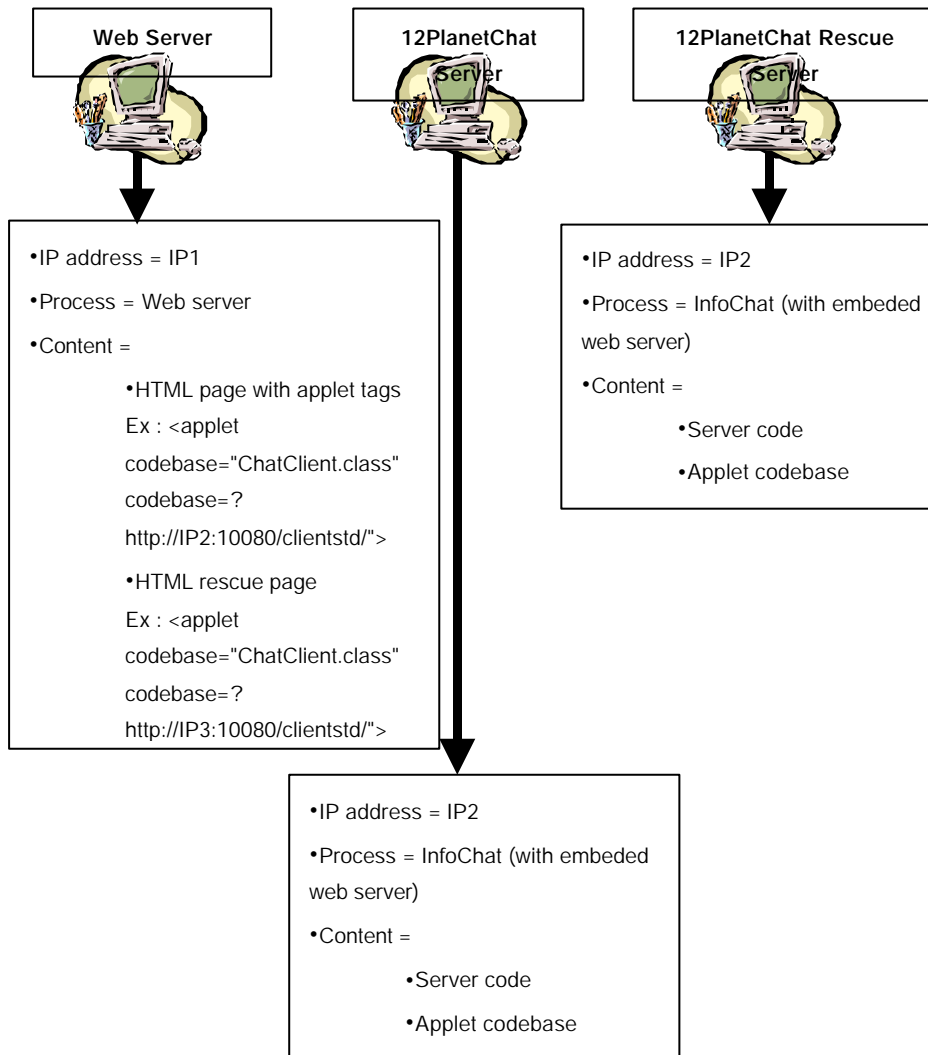 Web Server
12PlanetChat
Server
12PlanetChat Rescue
Server
•IP address = IP1
•Process = Web server
•Content =
•HTML page with applet tags
Ex : <applet
codebase="ChatClient.class"
codebase=?
http://IP2:10080/clientstd/">
•HTML rescue page
Ex : <applet
codebase="ChatClient.class"
codebase=?
http://IP3:10080/clientstd/">
•IP address = IP2
•Process = InfoChat (with embeded
web server)
•Content =
•Server code
•Applet codebase
•IP address = IP2
•Process = InfoChat (with embeded
web server)
•Content =
•Server code
•Applet codebase